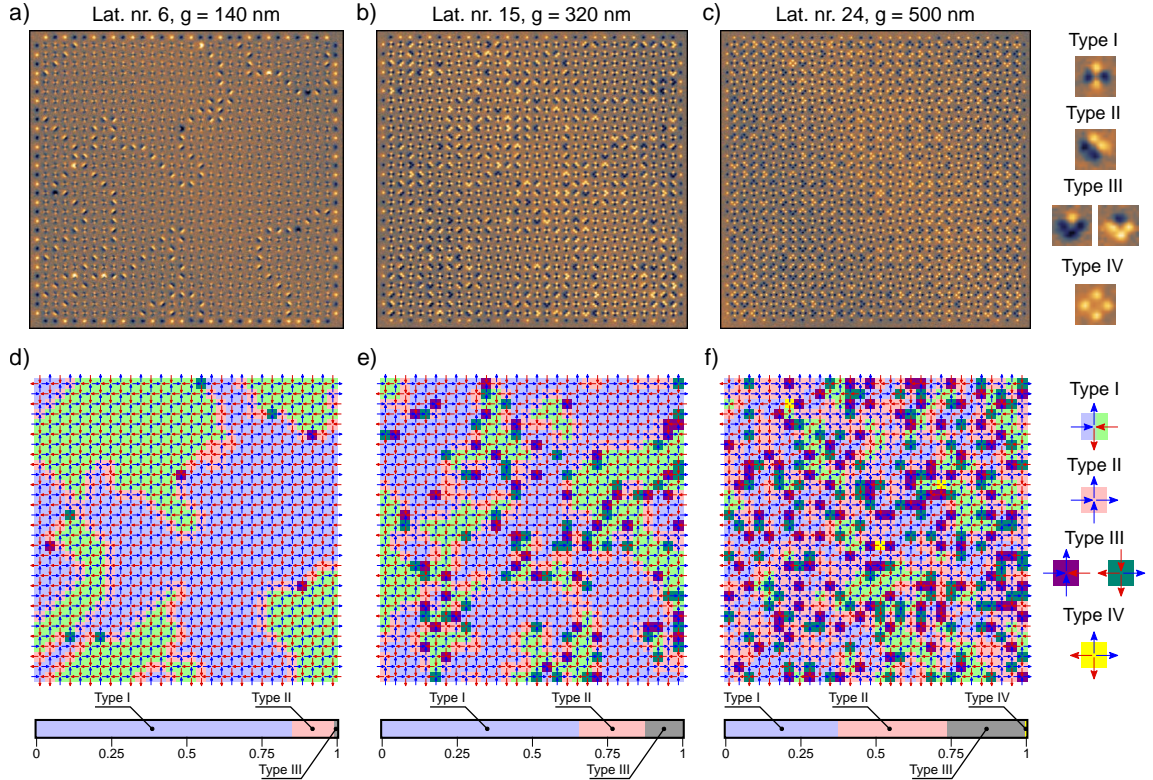 a) Lat. nr. 6, g = 140 nm
b) Lat. nr. 15, g = 320 nm
c) Lat. nr. 24, g = 500 nm
Type I
Type II
Type III
Type IV
d)
e)
f)
Type I
Type II
Type III
Type IV
Type I Type II
0 0.25 0.75 1
Type III
Type I Type II
0 0.25 0.5 0.75 1
Type III
Type I Type II Type IV
0 0.25 0.5 0.75 1
Type III